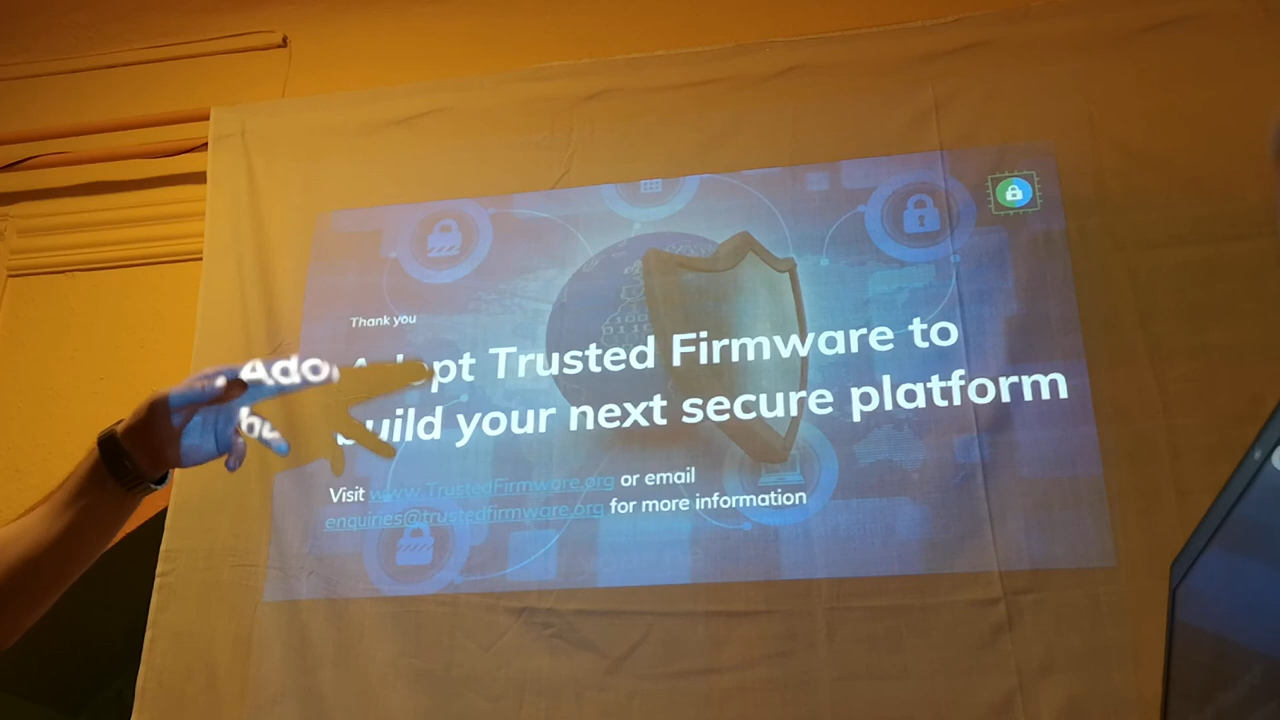 Thank you
Adopt Trusted Firmware to
build your next secure platform
Visit www.TrustedFirmware.org or email
enquiries@trustedfirmware.org for more information